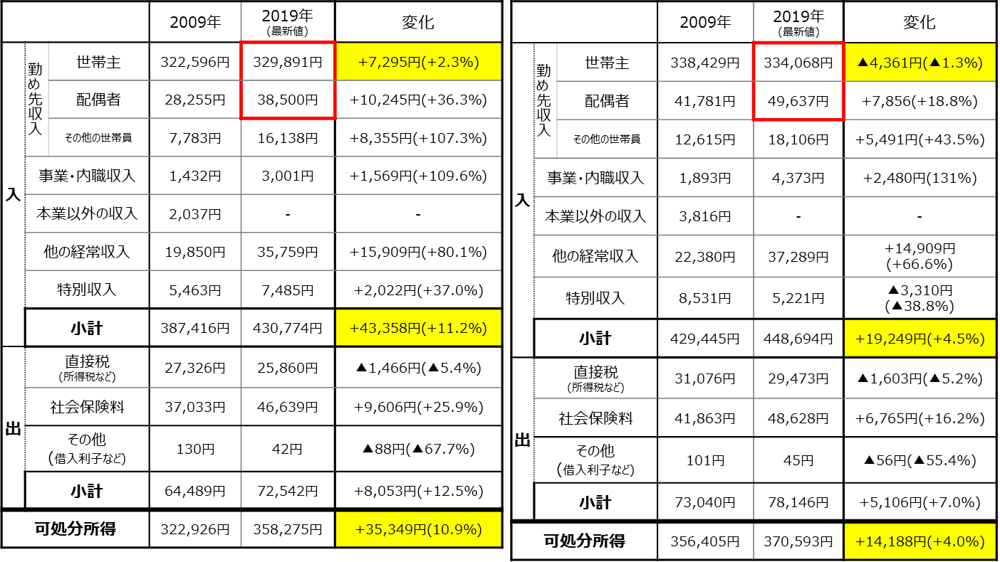 2009年 2019年 変化
(最新値)
入
勤め先収入
世帯主 322,596円 329,891円 +7,295円(+2.3%)
配偶者 28,255円 38,500円 +10,245円(+36.3%)
その他の世帯員 7,783円 16,138円 +8,355円(+107.3%)
事業・内職収入 1,432円 3,001円 +1,569円(+109.6%)
本業以外の収入 2,037円 - -
他の経常収入 19,850円 35,759円 +15,909円(+80.1%)
特別収入 5,463円 7,485円 +2,022円(+37.0%)
小計 387,416円 430,774円 +43,358円(+11.2%)
出
直接税 27,326円 25,860円 ▲1,466円(▲5.4%)
(所得税など)
社会保険料 37,033円 46,639円 +9,606円(+25.9%)
その他 130円 42円 ▲88円(▲67.7%)
(借入利子など)
小計 64,489円 72,542円 +8,053円(+12.5%)
可処分所得 322,926円 358,275円 +35,349円(10.9%)
2009年 2019年 変化
(最新値)
入
勤め先収入
世帯主 338,429円 334,068円 ▲4,361円(▲1.3%)
配偶者 41,781円 49,637円 +7,856(+18.8%)
その他の世帯員 12,615円 18,106円 +5,491円(+43.5%)
事業・内職収入 1,893円 4,373円 +2,480円(131%)
本業以外の収入 3,816円 - -
他の経常収入 22,380円 37,289円 +14,909円
(+66.6%)
特別収入 8,531円 5,221円 ▲3,310円
(▲38.8%)
小計 429,445円 448,694円 +19,249円(+4.5%)
出
直接税 31,076円 29,473円 ▲1,603円(▲5.2%)
(所得税など)
社会保険料 41,863円 48,628円 +6,765円(+16.2%)
その他 101円 45円 ▲56円(▲55.4%)
(借入利子など)
小計 73,040円 78,146円 +5,106円(+7.0%)
可処分所得 356,405円 370,593円 +14,188円(+4.0%)